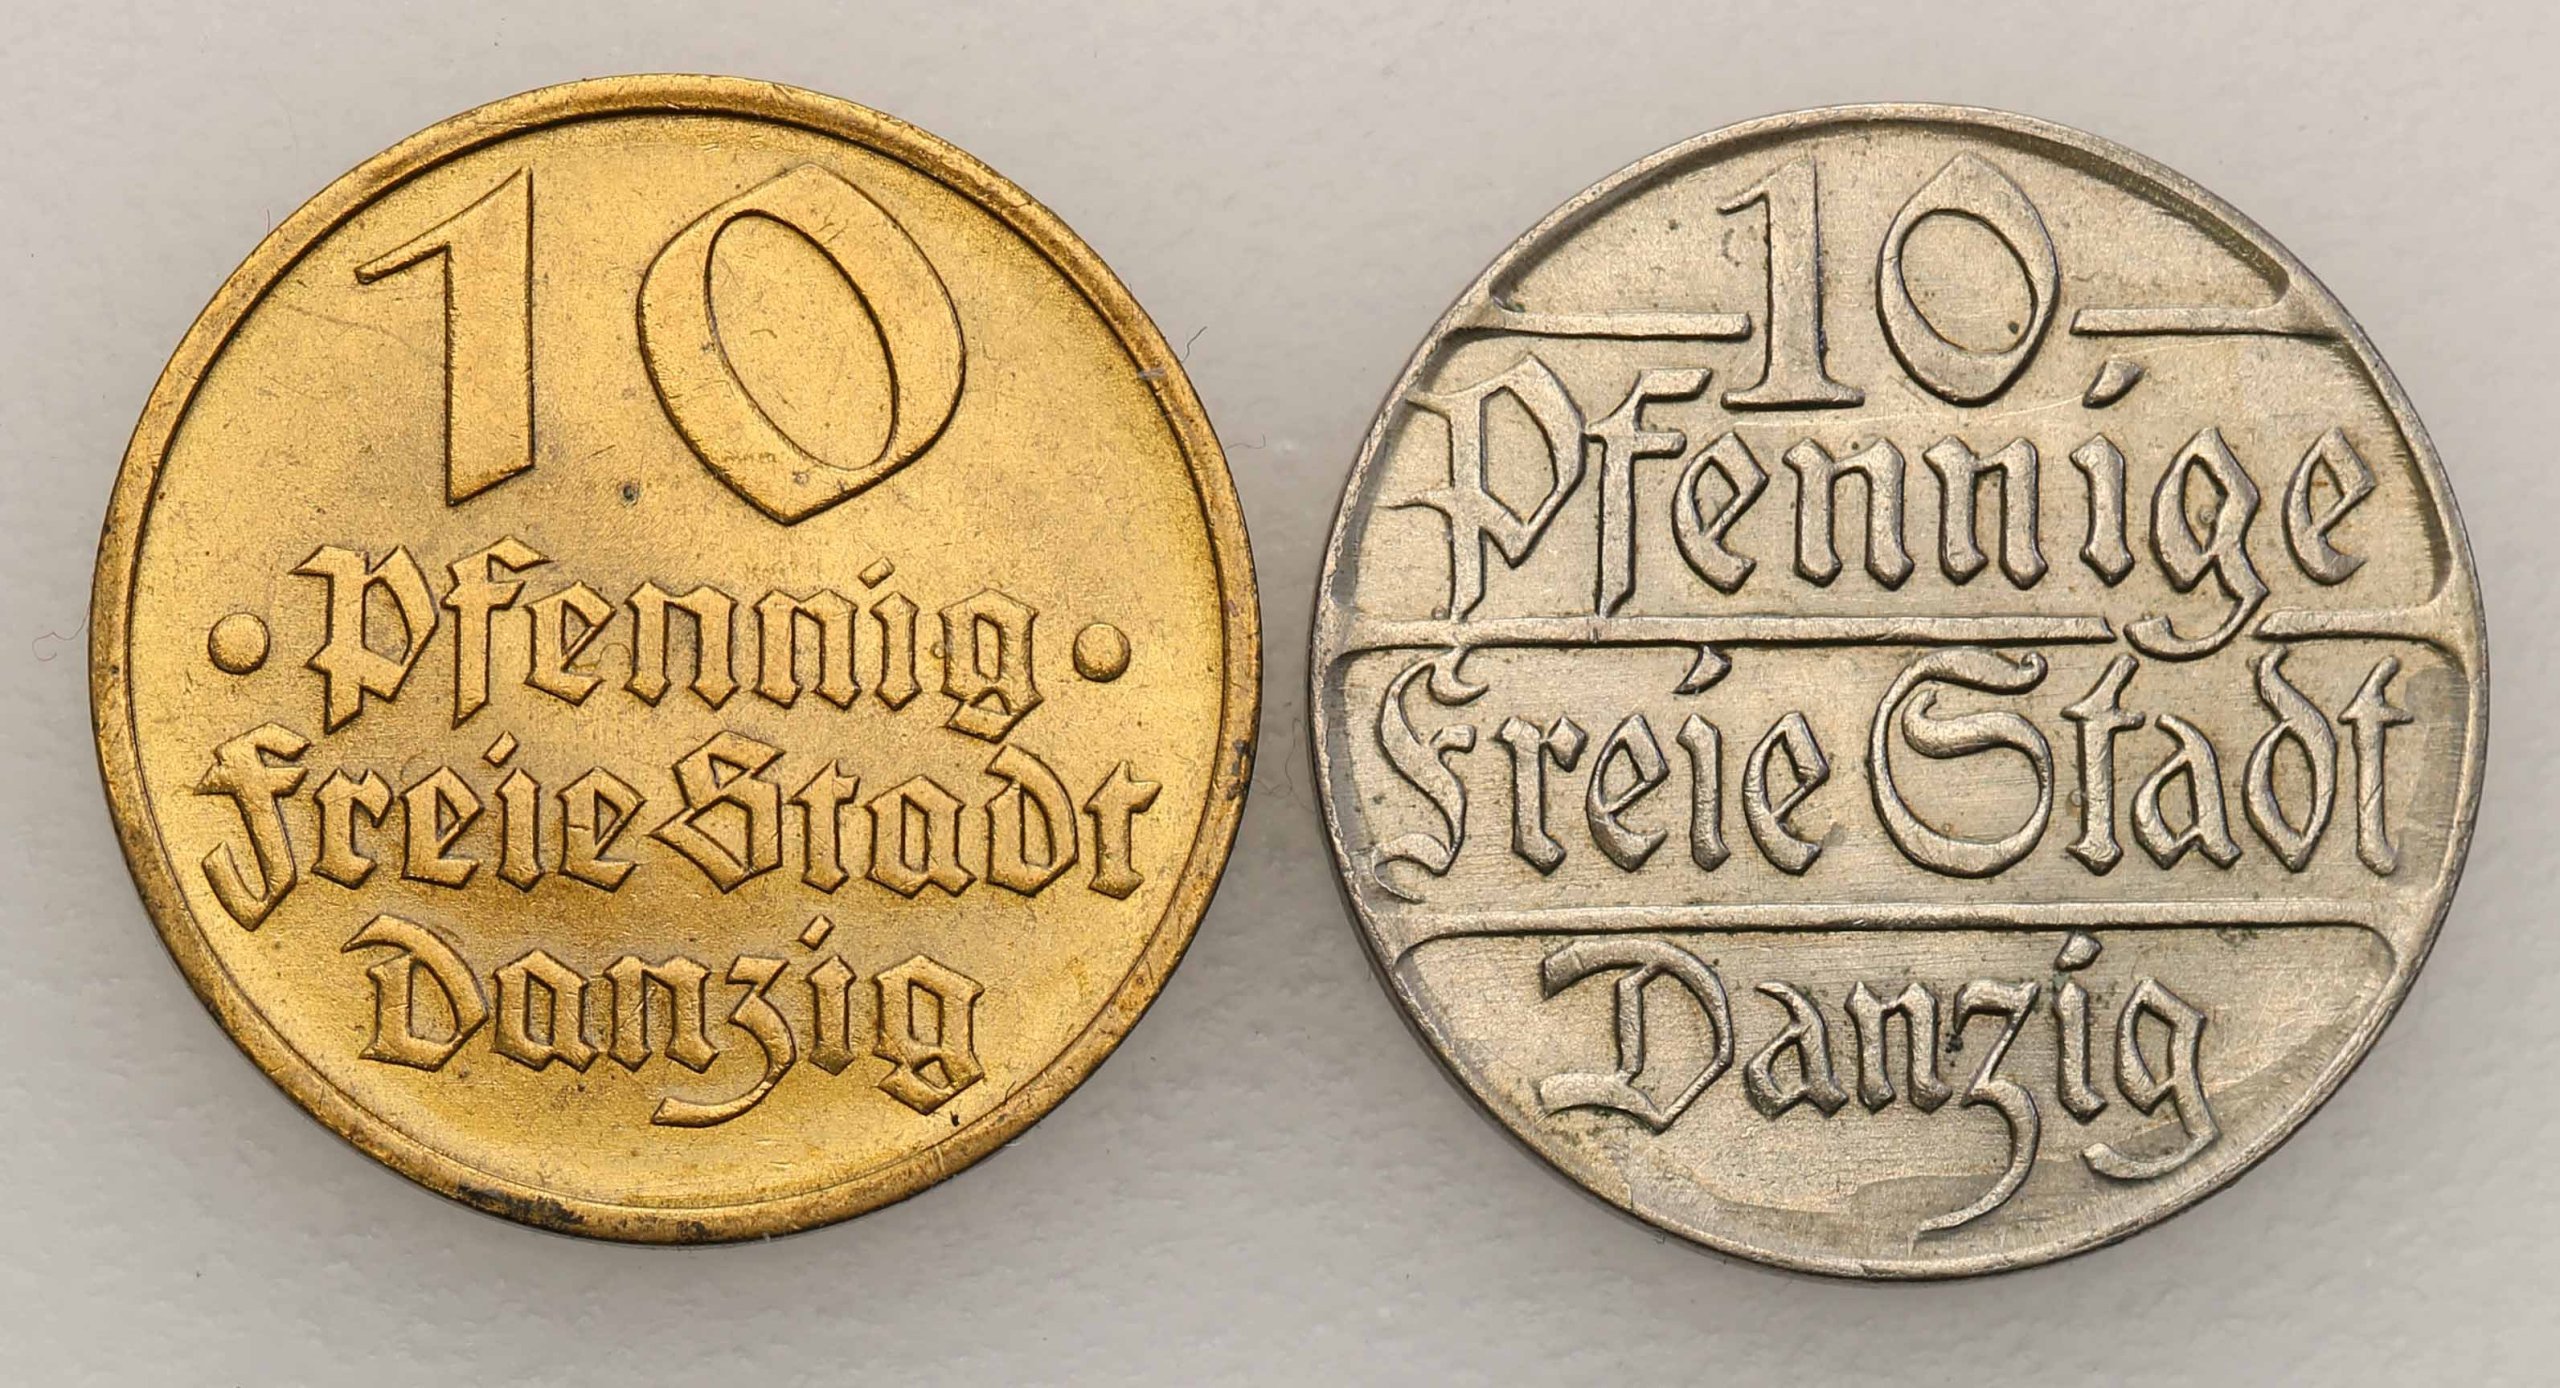 10
· Pfennig ·
Freie Stadt
Danzig
10
Pfennige
Freie Stadt
Danzig